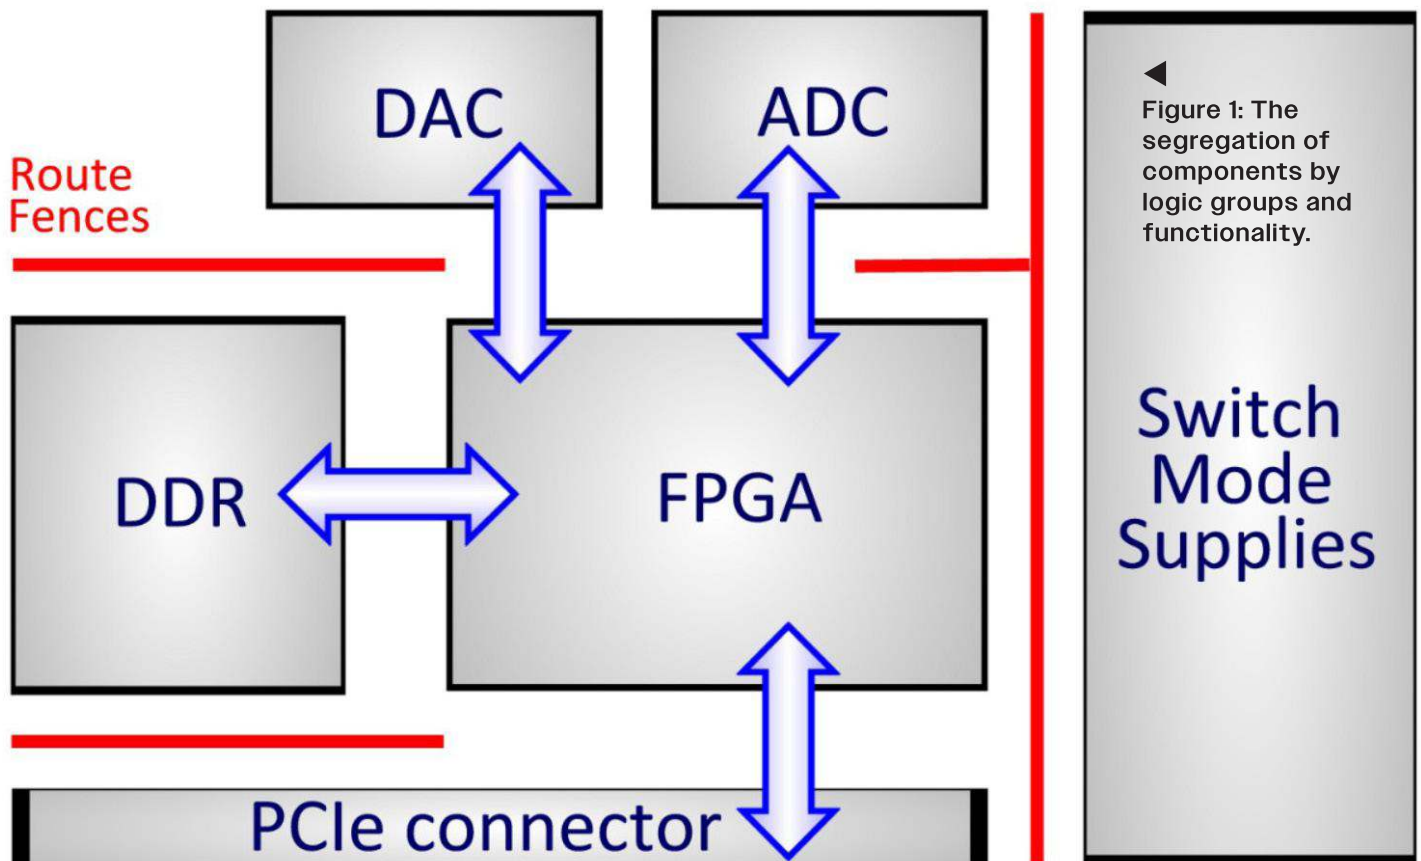 DAC
ADC
Route
Fences
◀
Figure 1: The
segregation of
components by
logic groups and
functionality.
DDR
FPGA
Switch
Mode
Supplies
PCIe connector